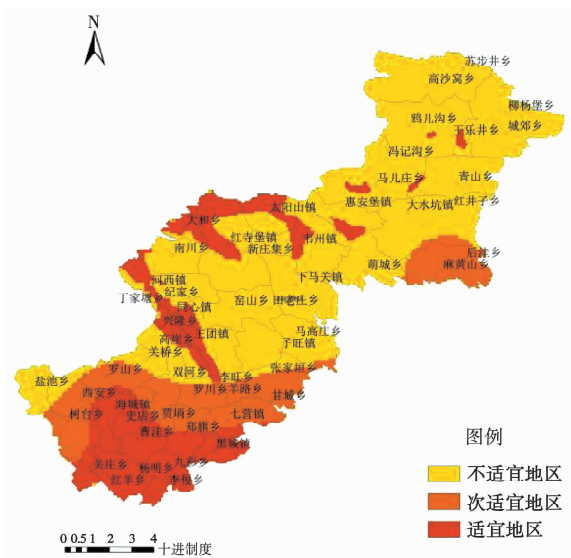 N
苏步井乡
高沙窝乡
柳杨堡乡
鸦儿沟乡
王乐井乡
城郊乡
冯记沟乡
马儿庄乡
青山乡
惠安堡镇
大水坑镇
红井子乡
太阳山镇
大和乡
红寺堡镇
韦州镇
南川乡
新庄集乡
后洼乡
萌城乡
麻黄山乡
下马关镇
河西镇
纪家乡
丁家塘乡
窑山乡
田老庄乡
同心镇
兴隆乡
王团镇
马高庄乡
高崖乡
予旺镇
关桥乡
罗山乡
双河乡
李旺乡
张家垣乡
盐池乡
西安乡
罗川乡
羊路乡
甘城乡
海城镇
树台乡
史店乡
贾埫乡
七营镇
曹洼乡
郑旗乡
黑城镇
关庄乡
杨明乡
九彩乡
红羊乡
李俊乡
图例
不适宜地区
次适宜地区
适宜地区
0 0.5 1 2 3 4
十进制度